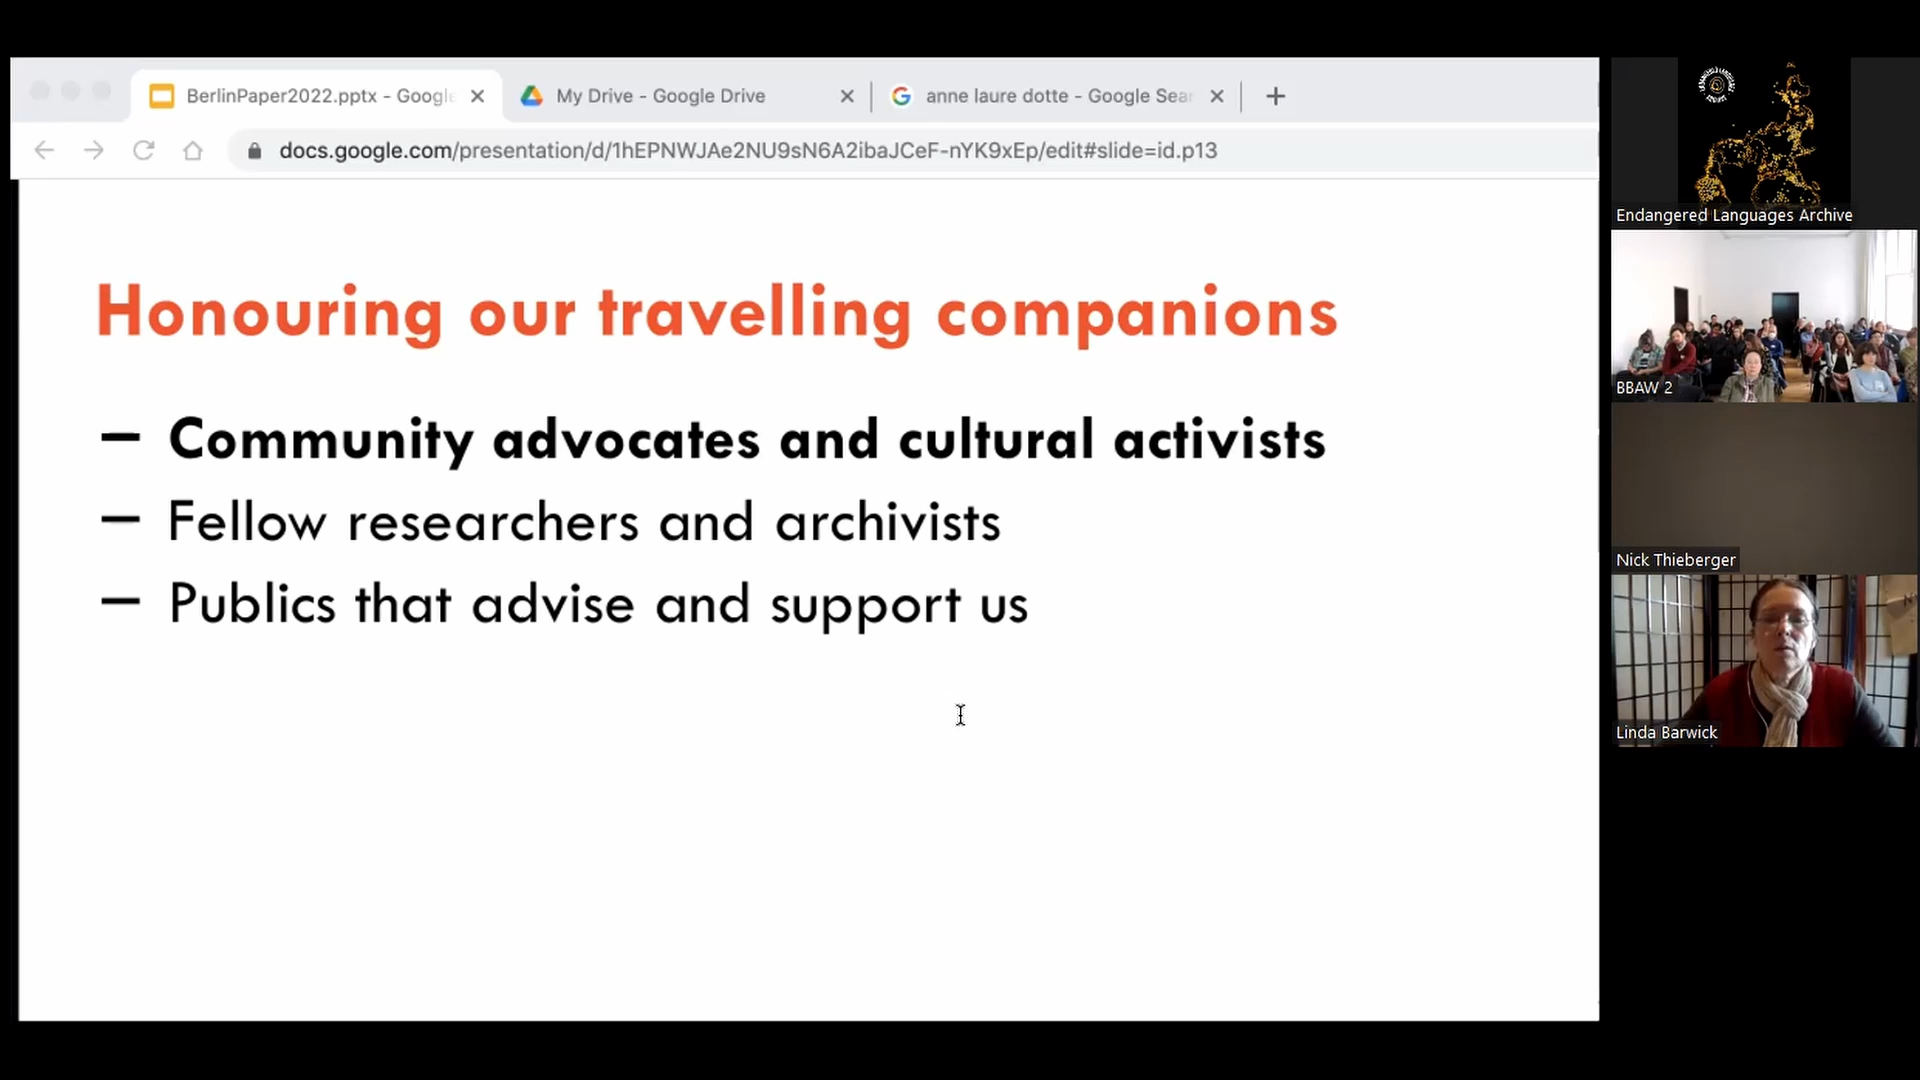 BerlinPaper2022.pptx - Google
My Drive - Google Drive
anne laure dotte - Google Sear
docs.google.com/presentation/d/1hEPNWJAe2NU9sN6A2ibaJCeF-nYK9xEp/edit#slide=id.p13
Honouring our travelling companions
– Community advocates and cultural activists
– Fellow researchers and archivists
– Publics that advise and support us
Endangered Languages Archive
BBAW 2
Nick Thieberger
Linda Barwick